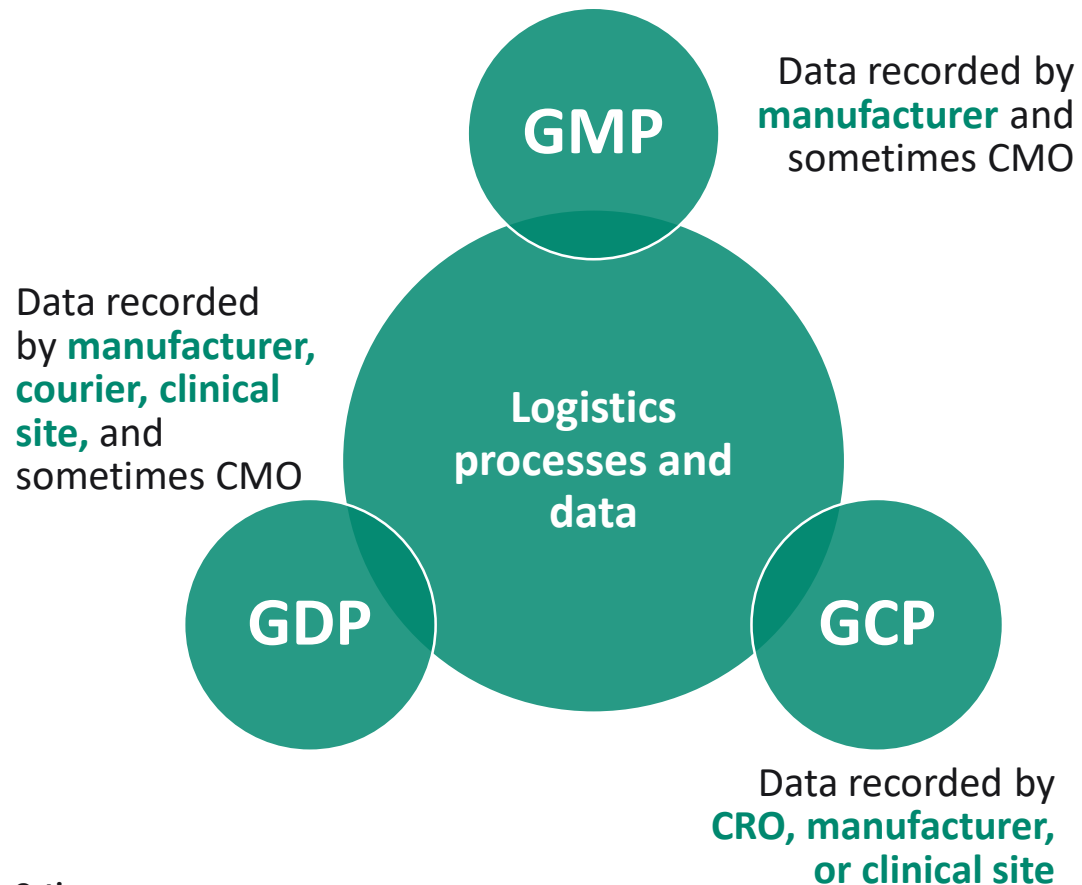 GMP
Data recorded by
manufacturer and
sometimes CMO
Data recorded
by manufacturer,
courier, clinical
site, and
sometimes CMO
Logistics
processes and
data
GDP
GCP
Data recorded by
CRO, manufacturer,
or clinical site